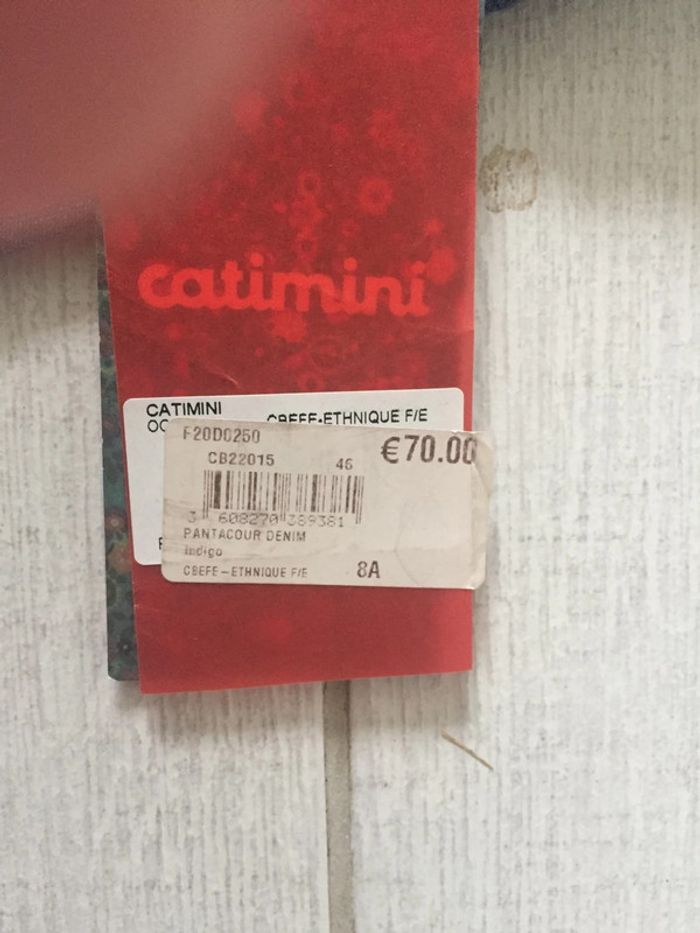 catimini
CATIMINI
CBEFE-ETHNIQUE F/E
F20D0250
€70.00
CB22015 46
3 608270 389381
PANTACOUR DENIM
Indigo
CBEFE-ETHNIQUE F/E 8A